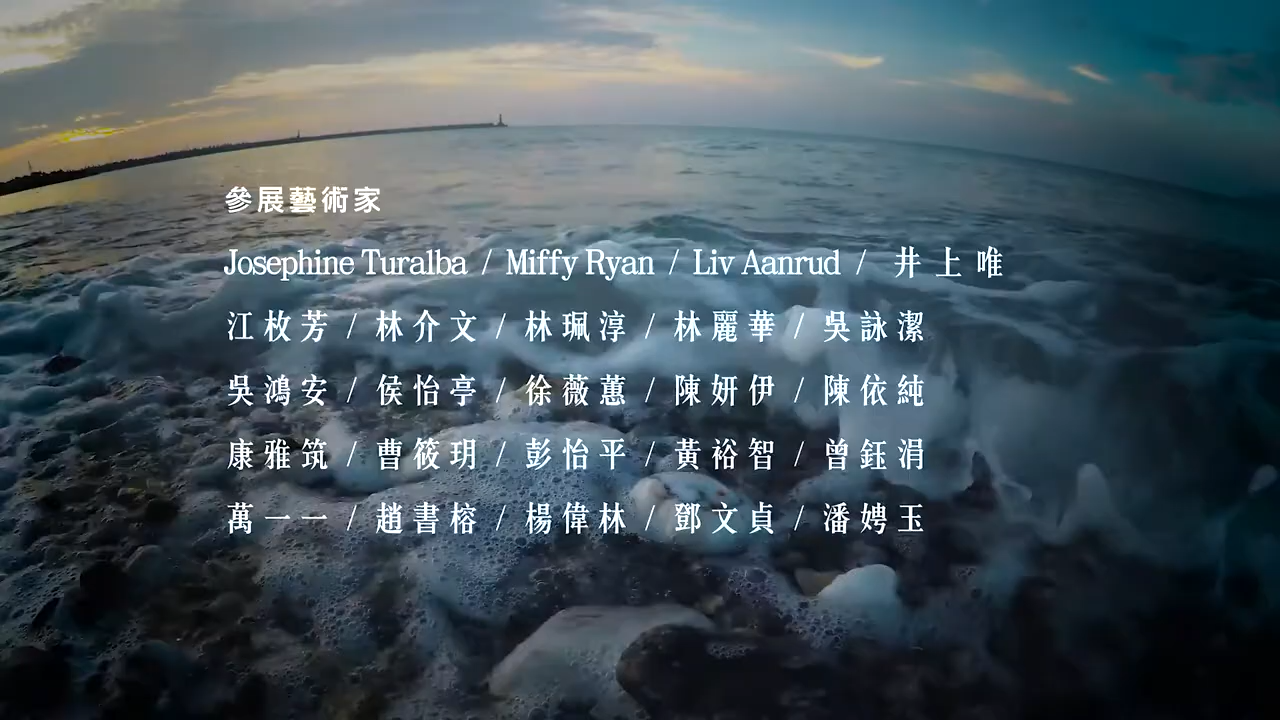 參展藝術家
Josephine Turalba / Miffy Ryan / Liv Aanrud / 井上唯
江枚芳 / 林介文 / 林珮淳 / 林麗華 / 吳詠潔
吳鴻安 / 侯怡亭 / 徐薇蕙 / 陳妍伊 / 陳依純
康雅筑 / 曹筱玥 / 彭怡平 / 黃裕智 / 曾鈺涓
萬一一 / 趙書榕 / 楊偉林 / 鄧文貞 / 潘娉玉